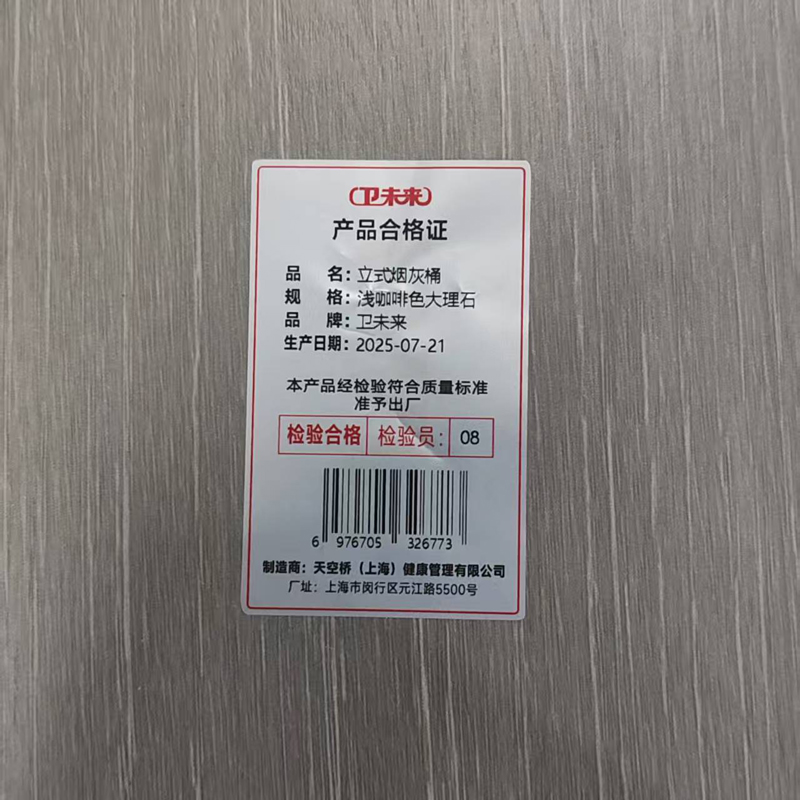 卫未来
产品合格证
品 名：立式烟灰桶
规 格：浅咖啡色大理石
品 牌：卫未来
生产日期：2025-07-21
本产品经检验符合质量标准
准予出厂
检验合格 检验员： 08
6 976705 326773
制造商：天空桥（上海）健康管理有限公司
厂址：上海市闵行区元江路5500号